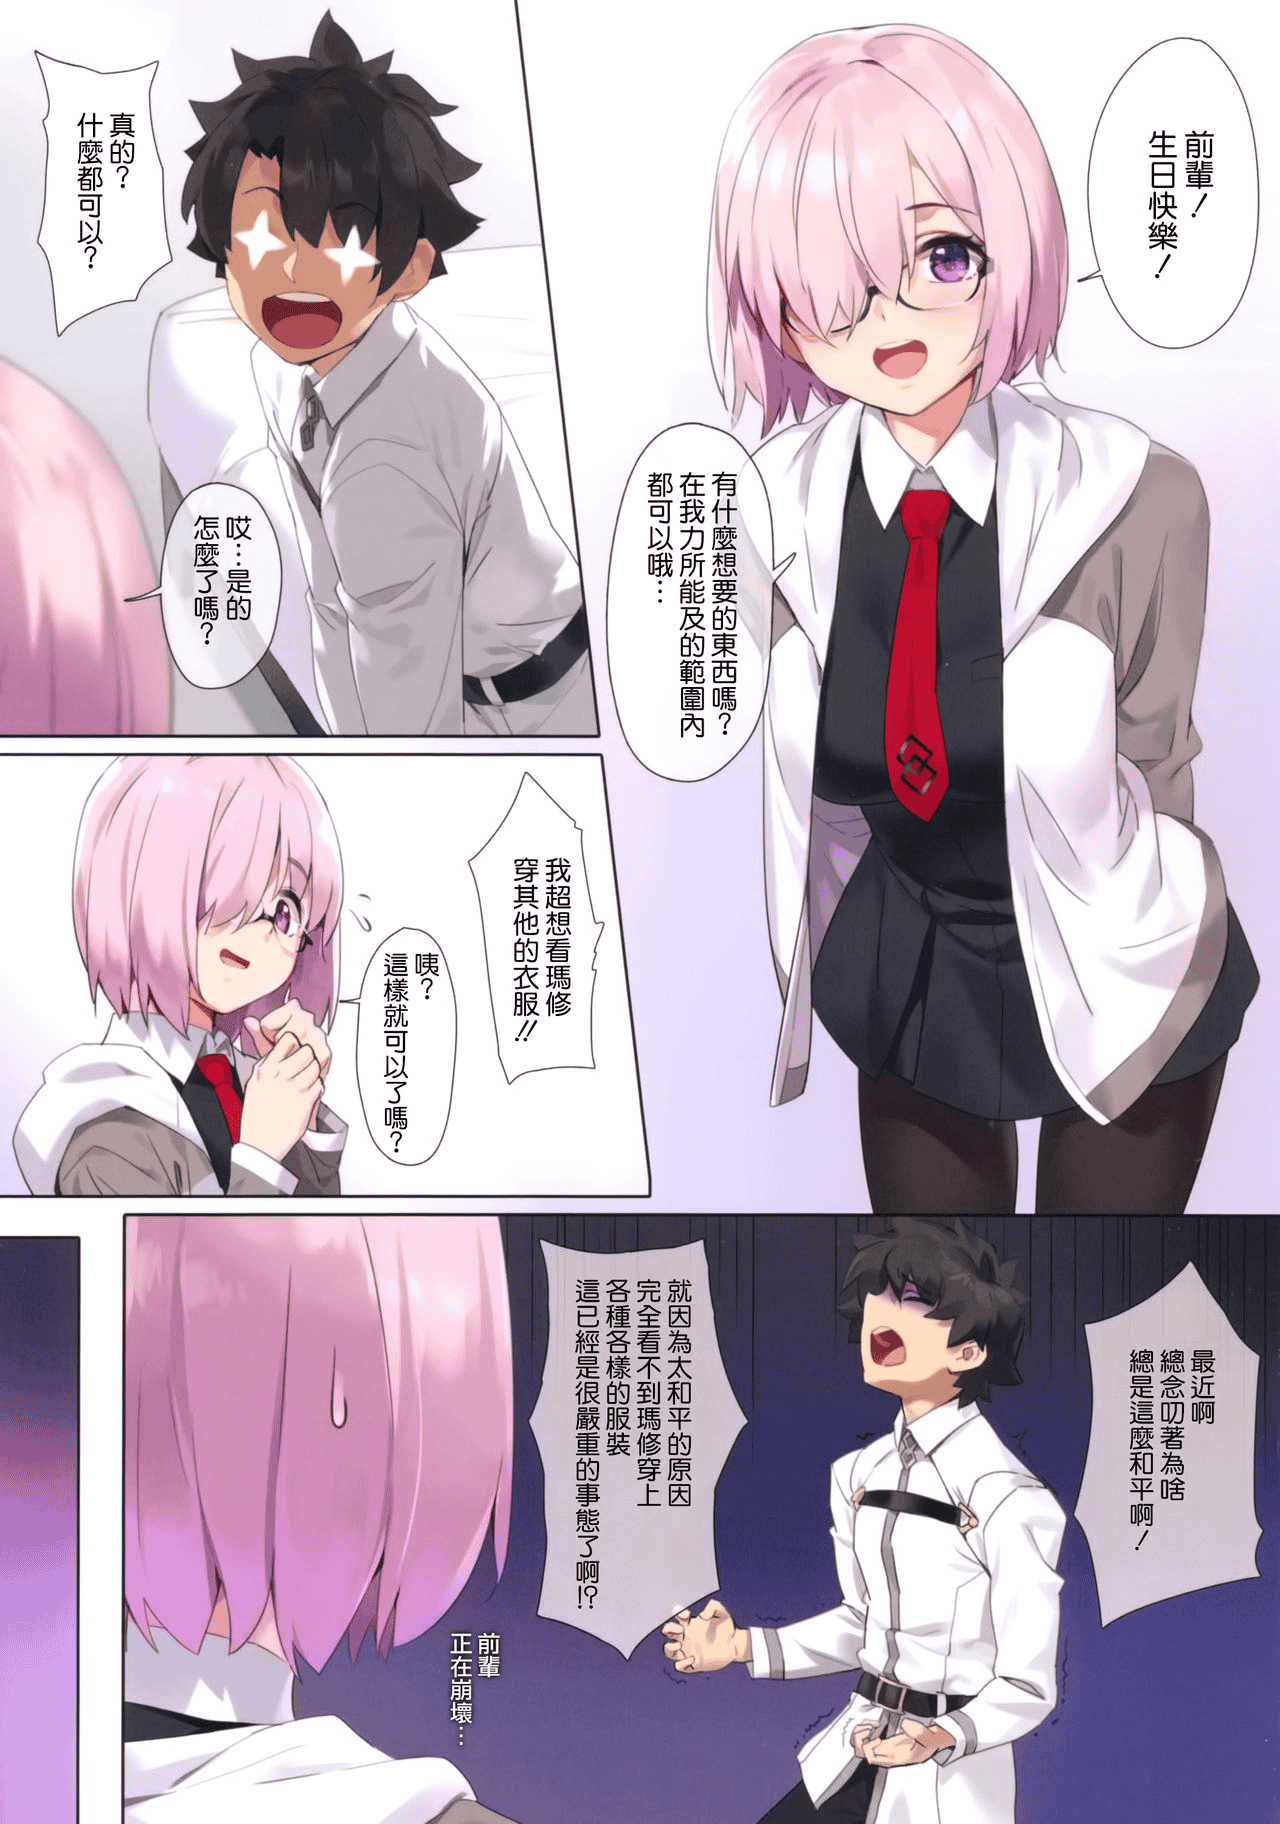 前輩！
生日快樂！
有什麼想要的東西嗎？
在我力所能及的範圍內
都可以哦…
真的？
什麼都可以？
哎…是的
怎麼了嗎？
我超想看瑪修
穿其他的衣服!!
咦？
這樣就可以了嗎？
最近啊
總念叨著為啥
總是這麼和平啊！
就因為太和平的原因
完全看不到瑪修穿上
各種各樣的服裝
這已經是很嚴重的事態了啊!?
前輩
正在崩壞…